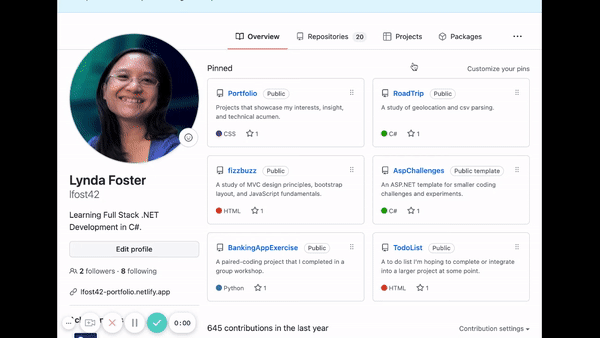 Overview
Repositories 20
Projects
Packages
Pinned
Customize your pins
Portfolio Public
Projects that showcase my interests, insight,
and technical acumen.
CSS 1
RoadTrip Public
A study of geolocation and csv parsing.
C# 1
fizzbuzz Public
A study of MVC design principles, bootstrap
layout, and JavaScript fundamentals.
HTML 1
AspChallenges Public template
An ASP.NET template for smaller coding
challenges and experiments.
C# 1
BankingAppExercise Public
A paired-coding project that I completed in a
group workshop.
Python 1
TodoList Public
A to do list I'm hoping to complete or integrate
into a larger project at some point.
HTML 1
Lynda Foster
lfost42
Learning Full Stack .NET
Development in C#.
Edit profile
2 followers · 8 following
lfost42-portfolio.netlify.app
0:00
645 contributions in the last year
Contribution settings